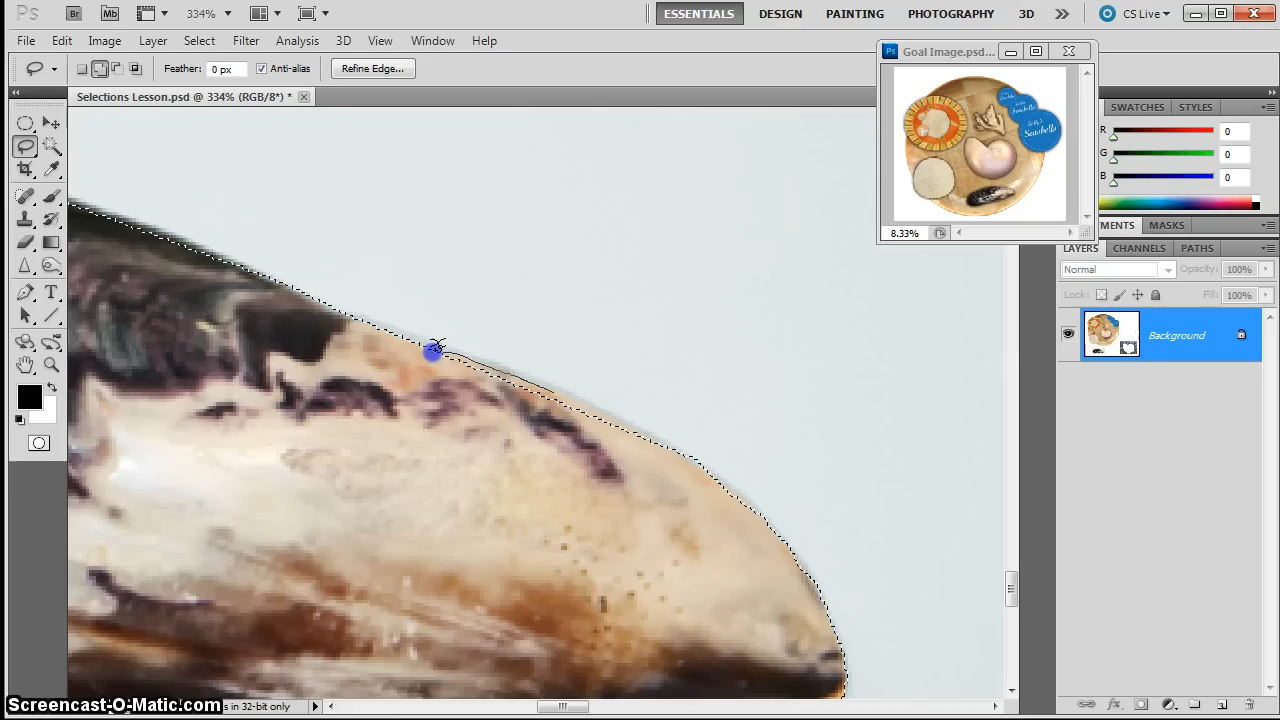 Ps Br Mb 334% ESSENTIALS DESIGN PAINTING PHOTOGRAPHY 3D CS Live
File Edit Image Layer Select Filter Analysis 3D View Window Help
Feather: 0 px Anti-alias Refine Edge...
Selections Lesson.psd @ 334% (RGB/8*) *
Ps Goal Image.psd...
Seashells
8.33%
SWATCHES STYLES
R 0
G 0
B 0
MENTS MASKS
LAYERS CHANNELS PATHS
Normal Opacity: 100%
Lock: Fill: 100%
Background
T
Screencast-O-Matic.com s in 32-bit only
fx